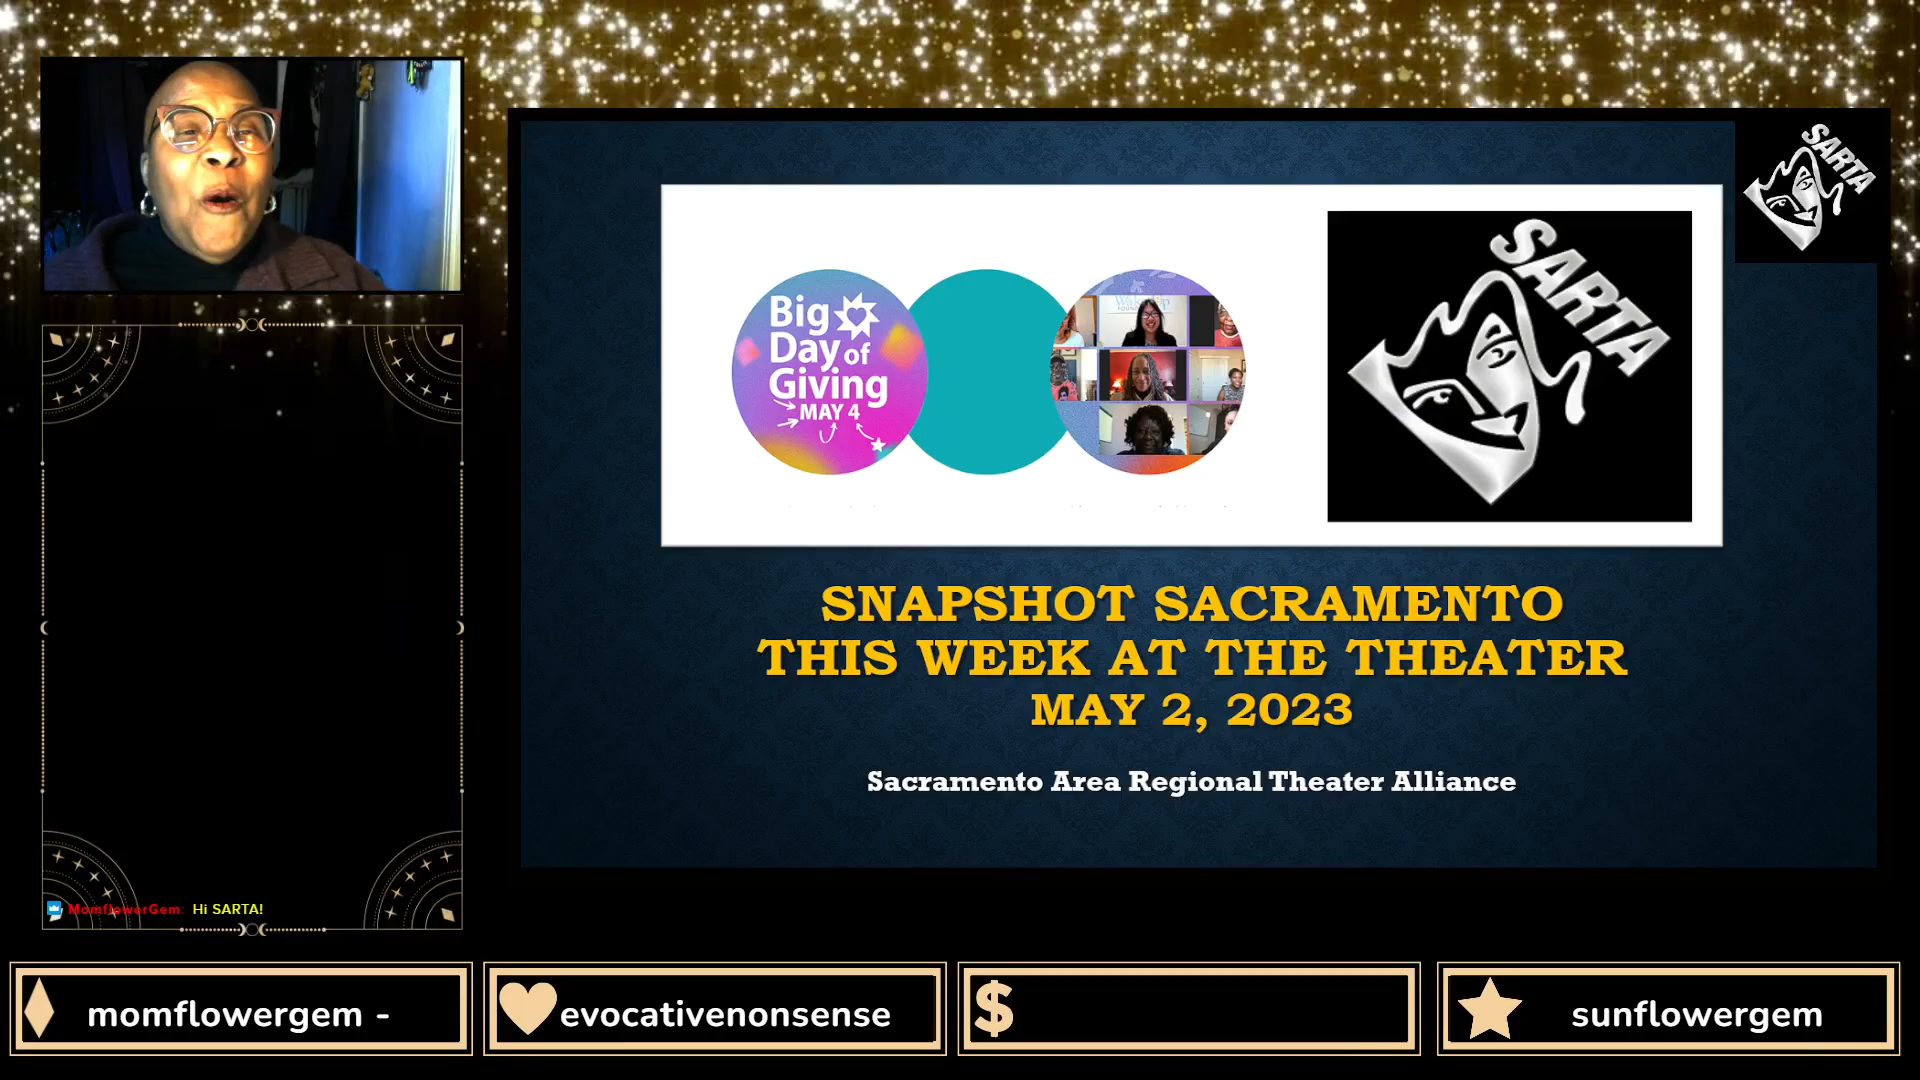 SARTA
Big
Day of
Giving
MAY 4
SARTA
SNAPSHOT SACRAMENTO
THIS WEEK AT THE THEATER
MAY 2, 2023
Sacramento Area Regional Theater Alliance
MomflowerGem: Hi SARTA!
momflowergem -
evocativenonsense
$
sunflowergem